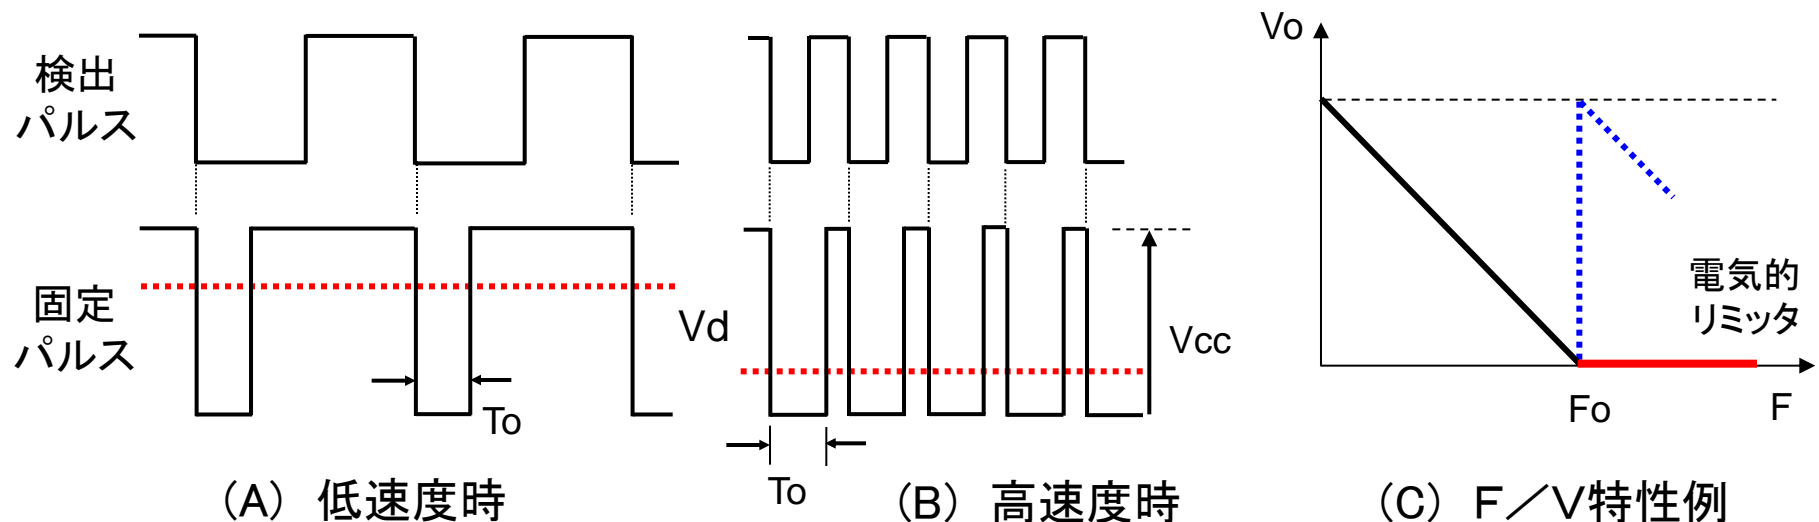 検出
パルス
固定
パルス
To
(A) 低速度時
Vd
Vcc
To
(B) 高速度時
Vo
電気的
リミッタ
Fo
F
(C) F/V特性例